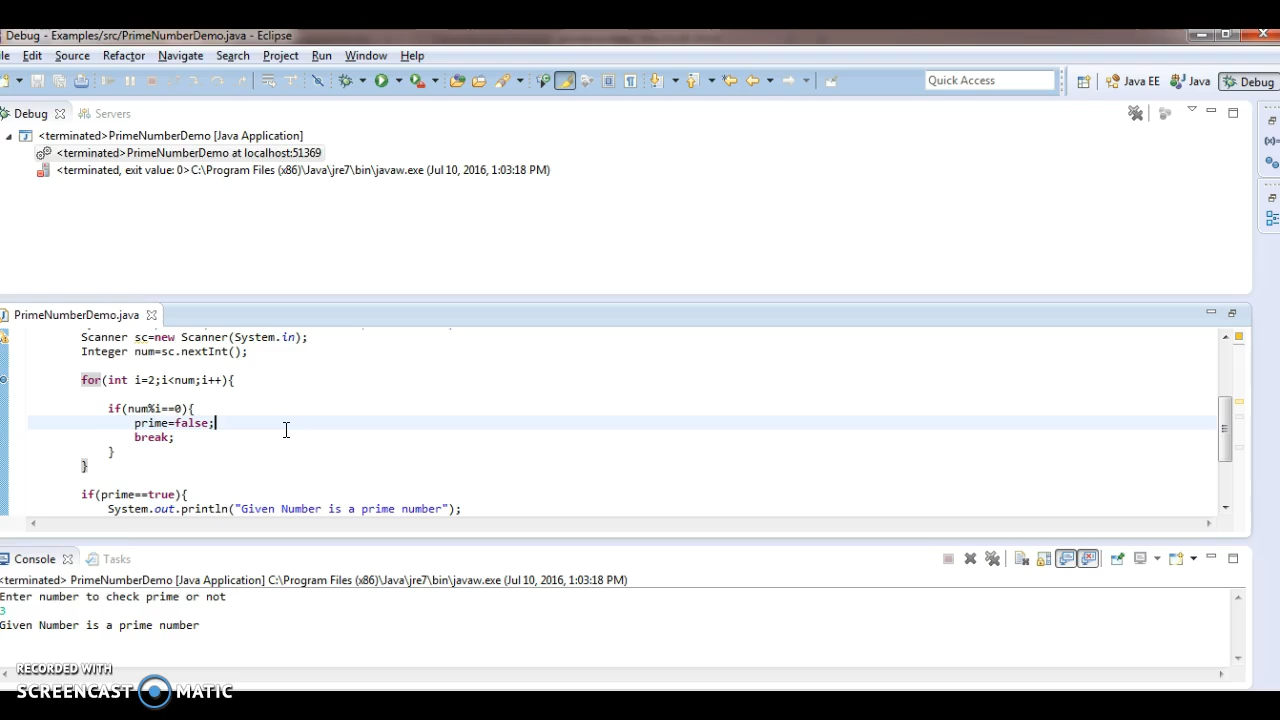 Debug - Examples/src/PrimeNumberDemo.java - Eclipse
ile Edit Source Refactor Navigate Search Project Run Window Help
Quick Access Java EE Java Debug
Debug Servers
<terminated>PrimeNumberDemo [Java Application]
<terminated>PrimeNumberDemo at localhost:51369
<terminated, exit value: 0>C:\Program Files (x86)\Java\jre7\bin\javaw.exe (Jul 10, 2016, 1:03:18 PM)
PrimeNumberDemo.java
Scanner sc=new Scanner(System.in);
Integer num=sc.nextInt();
for(int i=2;i<num;i++){
if(num%i==0){
prime=false;
break;
}
}
if(prime==true){
System.out.println("Given Number is a prime number");
Console Tasks
<terminated> PrimeNumberDemo [Java Application] C:\Program Files (x86)\Java\jre7\bin\javaw.exe (Jul 10, 2016, 1:03:18 PM)
Enter number to check prime or not
3
Given Number is a prime number
RECORDED WITH
SCREENCAST MATIC